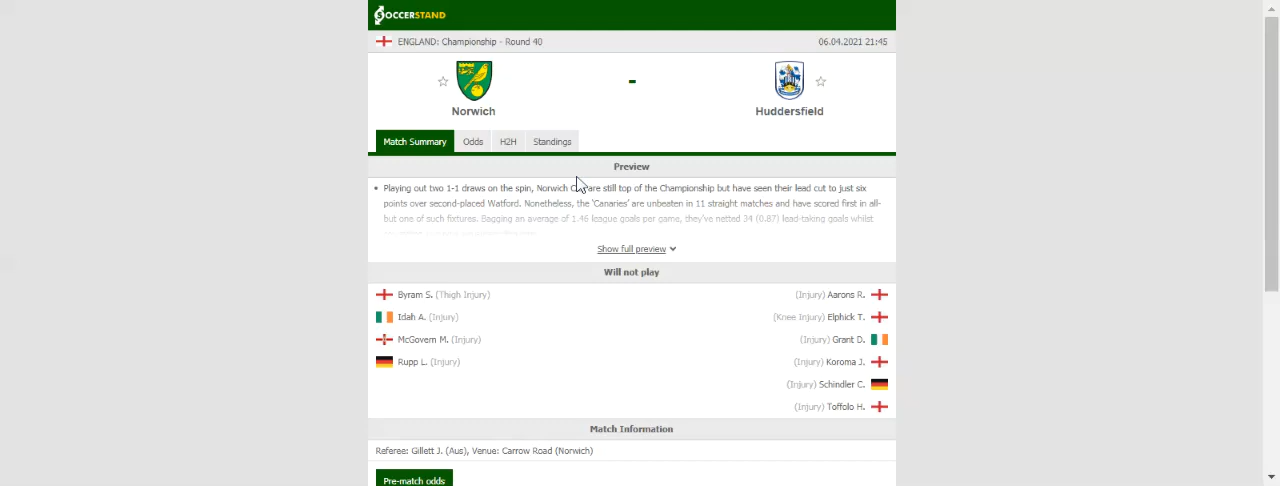 SOCCERSTAND
ENGLAND: Championship - Round 40 06.04.2021 21:45
-
Norwich Huddersfield
Match Summary Odds H2H Standings
Preview
Playing out two 1-1 draws on the spin, Norwich are still top of the Championship but have seen their lead cut to just six
points over second-placed Watford. Nonetheless, the 'Canaries' are unbeaten in 11 straight matches and have scored first in all-
but one of such fixtures. Bagging an average of 1.46 league goals per game, they've netted 34 (0.87) lead-taking goals whilst
Show full preview
Will not play
Byram S. (Thigh Injury) (Injury) Aarons R.
Idah A. (Injury) (Knee Injury) Elphick T.
McGovern M. (Injury) (Injury) Grant D.
Rupp L. (Injury) (Injury) Koroma J.
(Injury) Schindler C.
(Injury) Toffolo H.
Match Information
Referee: Gillett J. (Aus), Venue: Carrow Road (Norwich)
Pre-match odds